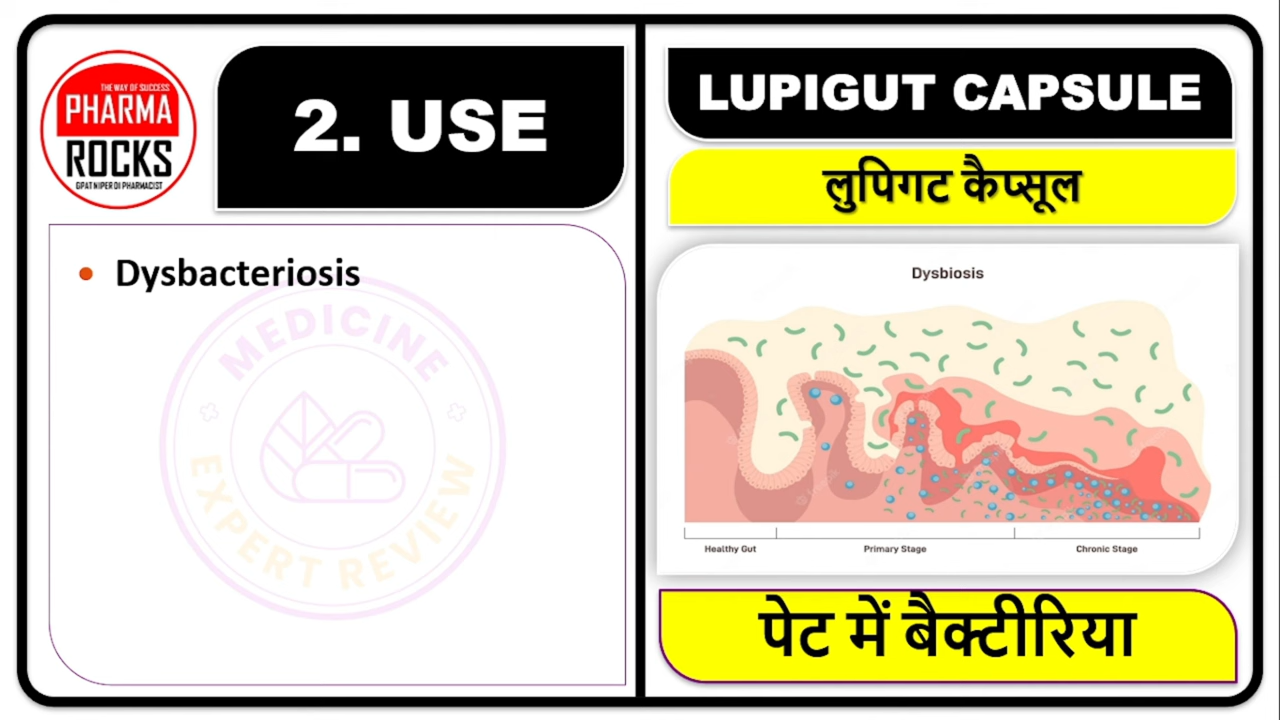 THE WAY OF SUCCESS
PHARMA
ROCKS
GPAT NIPER DI PHARMACIST
2. USE
• Dysbacteriosis
MEDICINE
EXPERT REVIEW
LUPIGUT CAPSULE
लुपिगट कैप्सूल
Dysbiosis
Healthy Gut
Primary Stage
Chronic Stage
पेट में बैक्टीरिया